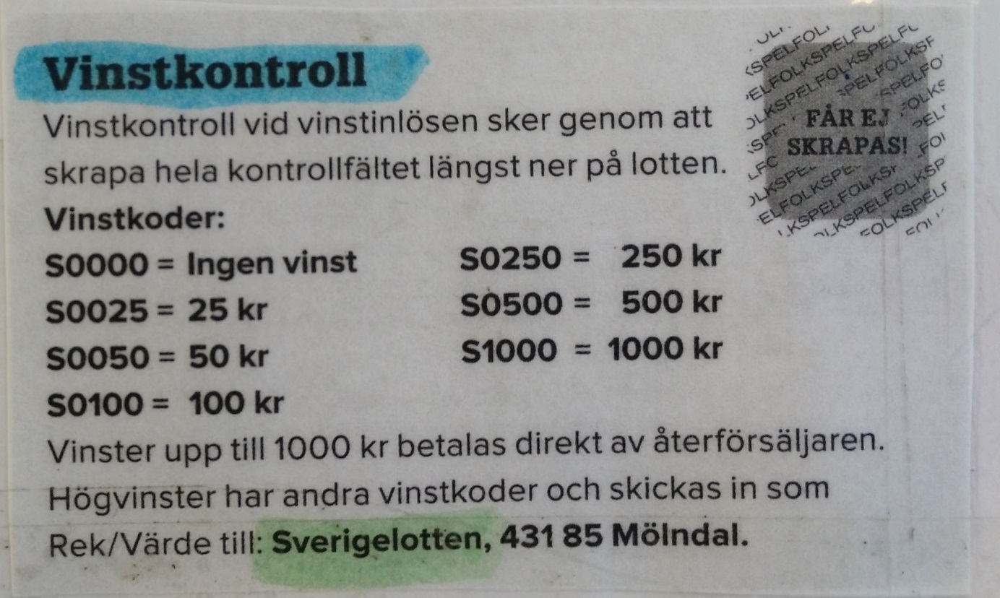 Vinstkontroll
Vinstkontroll vid vinstinlösen sker genom att
skrapa hela kontrollfältet längst ner på lotten.
Vinstkoder:
S0000 = Ingen vinst
S0025 = 25 kr
S0050 = 50 kr
S0100 = 100 kr
S0250 = 250 kr
S0500 = 500 kr
S1000 = 1000 kr
Vinster upp till 1000 kr betalas direkt av återförsäljaren.
Högvinster har andra vinstkoder och skickas in som
Rek/Värde till: Sverigelotten, 431 85 Mölndal.
FÅR EJ
SKRAPAS!